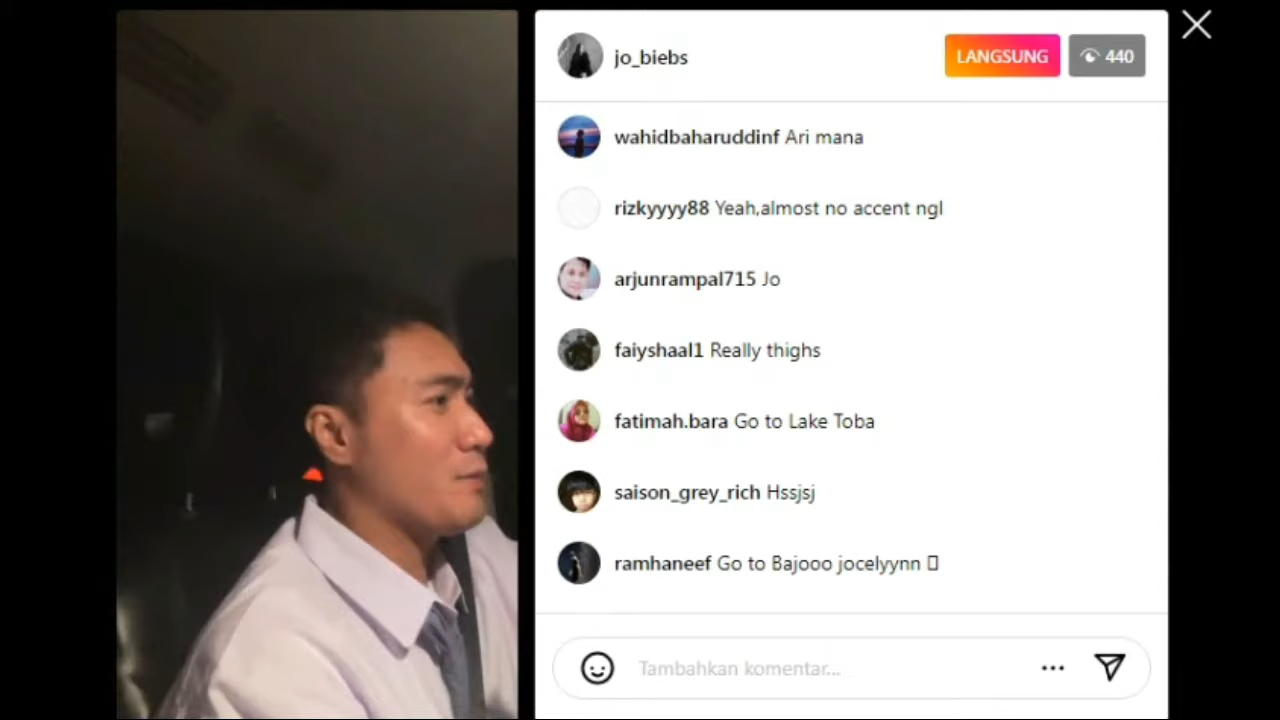 jo_biebs
LANGSUNG
440
wahidbaharuddinf Ari mana
rizkyyyy88 Yeah,almost no accent ngl
arjunrampal715 Jo
faiyshaal1 Really thighs
fatimah.bara Go to Lake Toba
saison_grey_rich Hssjsj
ramhaneef Go to Bajooo jocelyynn
Tambahkan komentar...